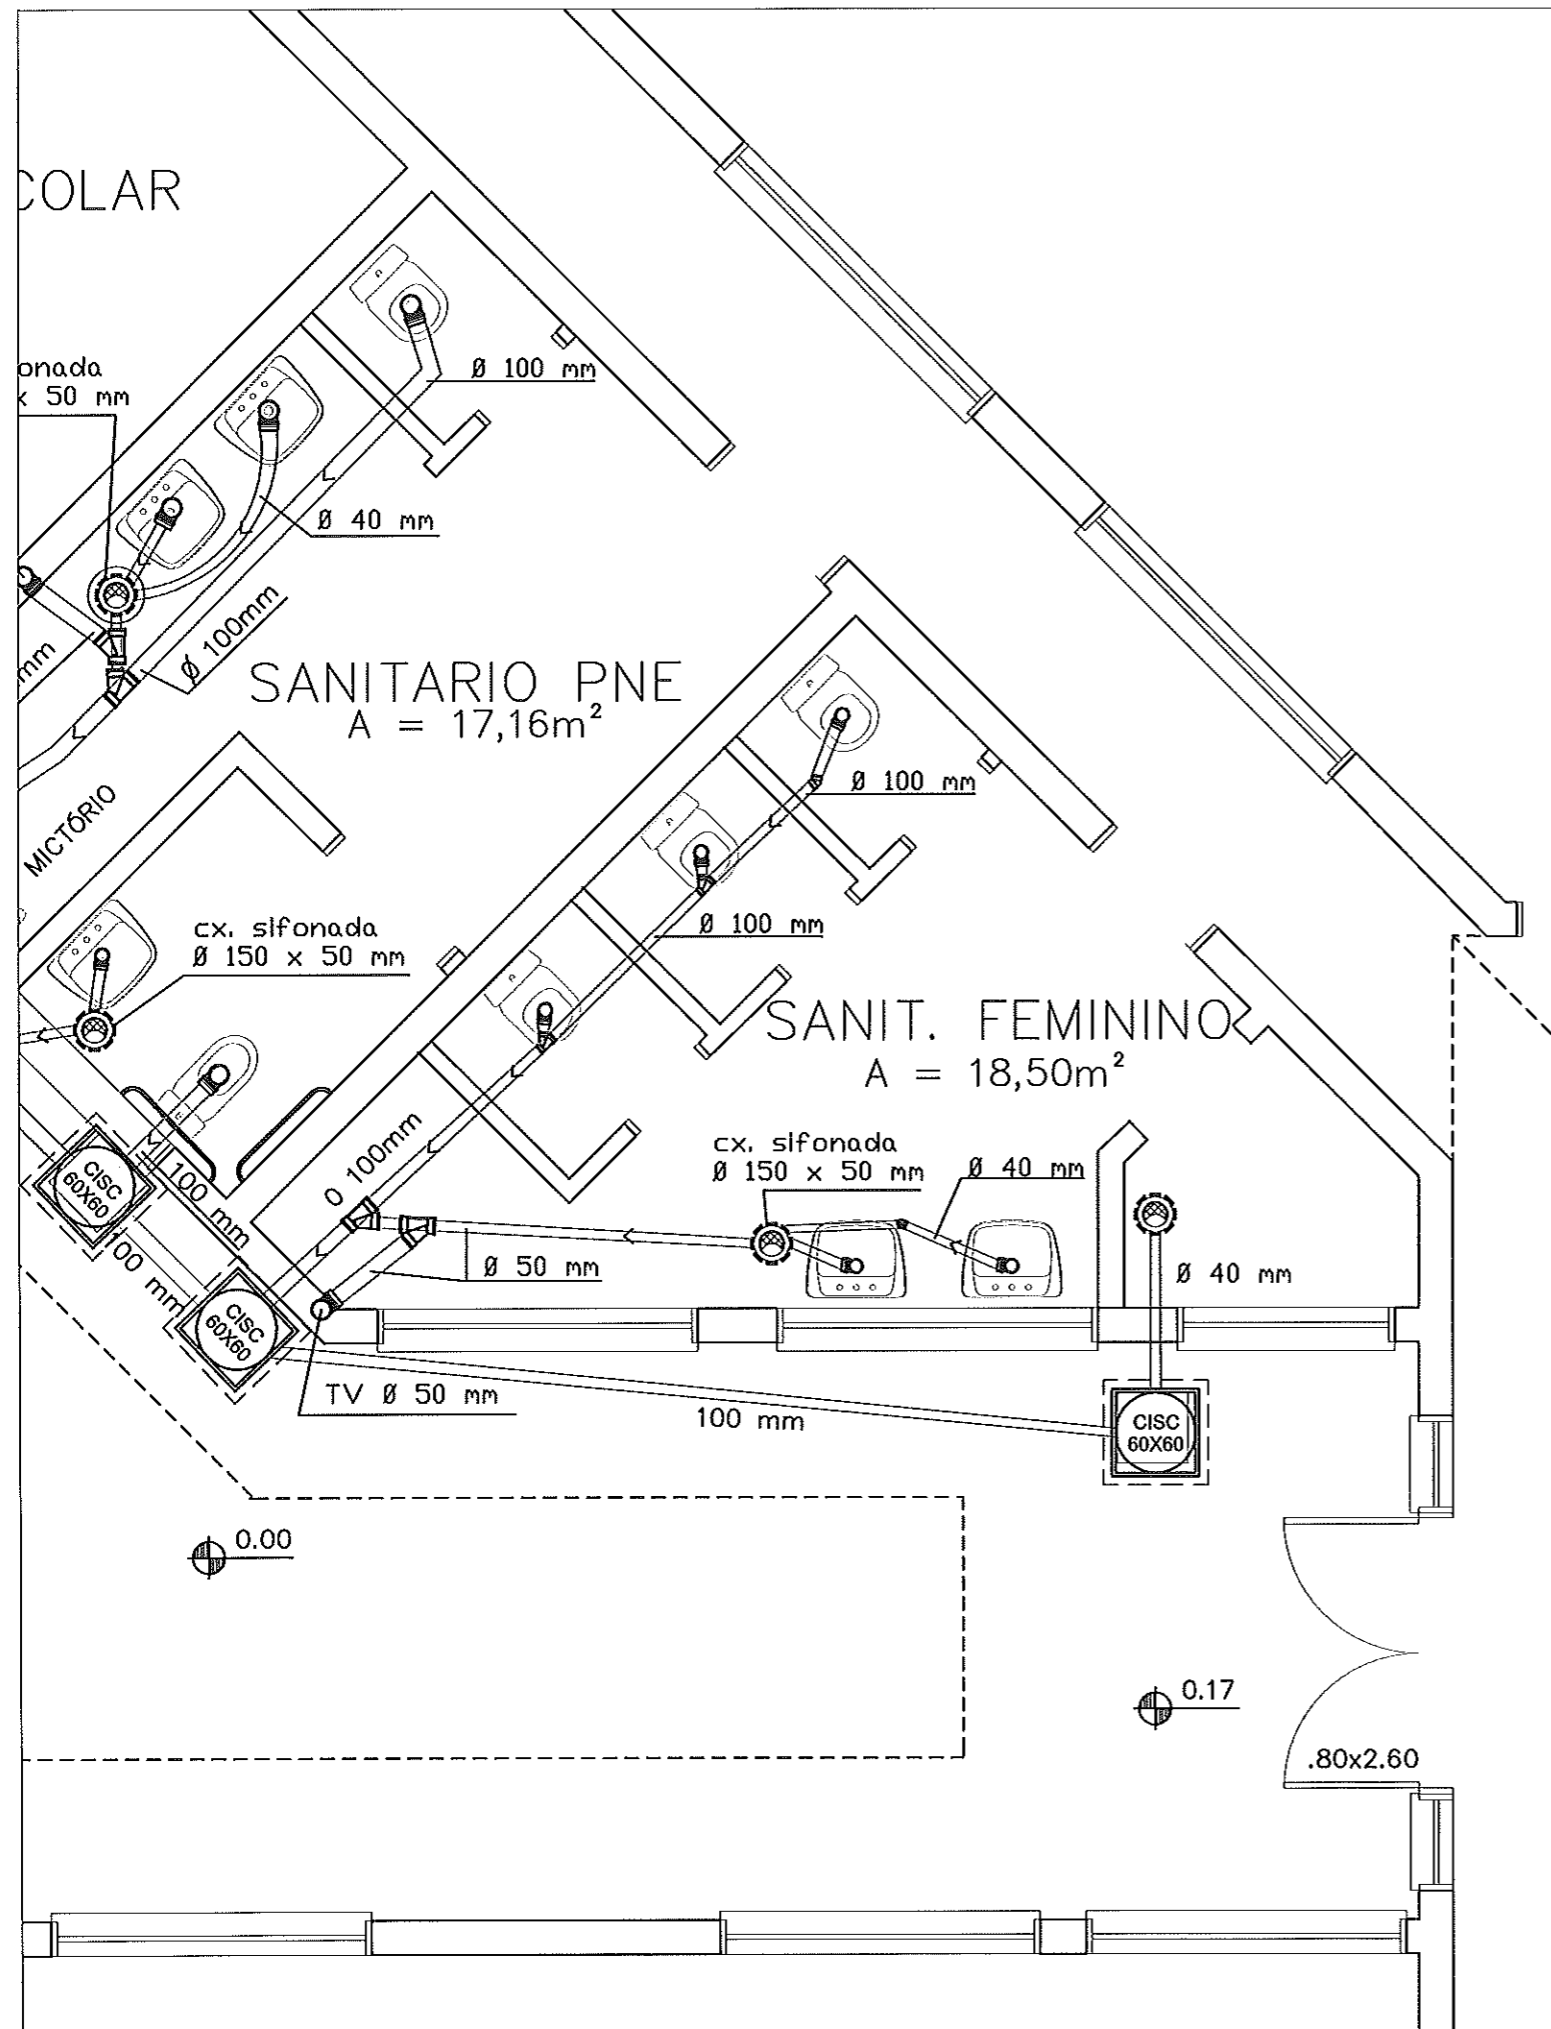 COLAR
onada
x 50 mm
Ø 100 mm
Ø 40 mm
Ø 100mm
mm
SANITARIO PNE
A = 17,16m²
MICTÓRIO
Ø 100 mm
cx. sifonada
Ø 150 x 50 mm
Ø 100 mm
SANIT. FEMININO
A = 18,50m²
O 100mm
cx. sifonada
Ø 150 x 50 mm
Ø 40 mm
CISC
60X60
100 mm
100 mm
Ø 50 mm
Ø 40 mm
CISC
60X60
TV Ø 50 mm
100 mm
CISC
60X60
0.00
0.17
.80x2.60